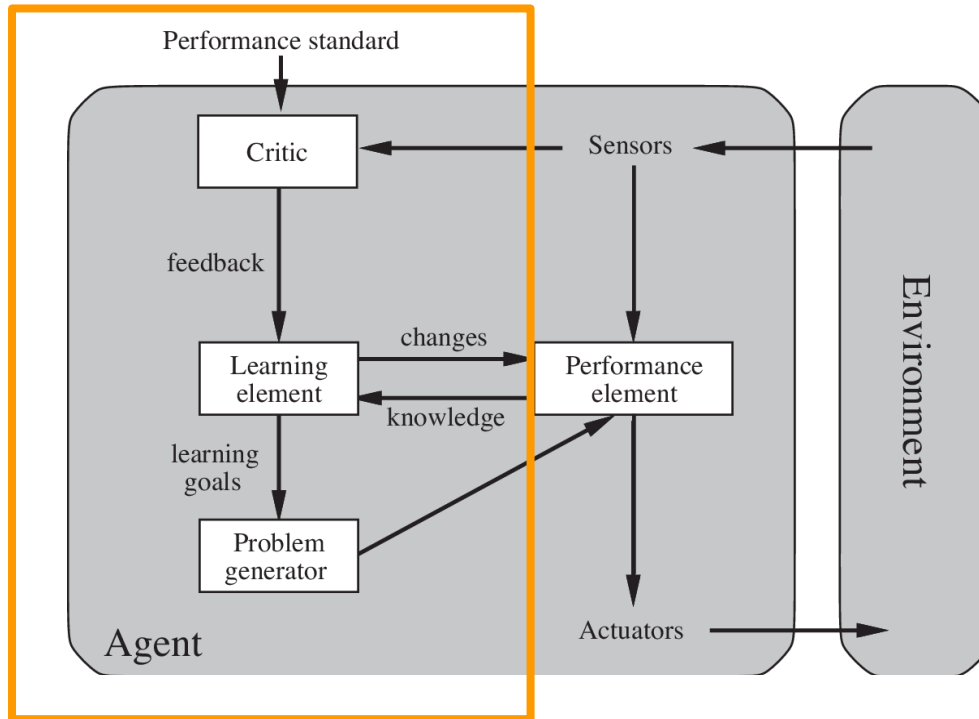 Performance standard
Critic
Sensors
feedback
changes
Learning
element
Performance
element
knowledge
learning
goals
Problem
generator
Agent
Actuators
Environment